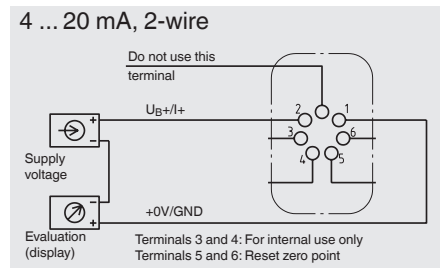 4 ... 20 mA, 2-wire
Do not use this
terminal
UB+/I+
2
1
3
6
4
5
+
-
Supply
voltage
-
+
+0V/GND
Evaluation
(display)
Terminals 3 and 4: For internal use only
Terminals 5 and 6: Reset zero point